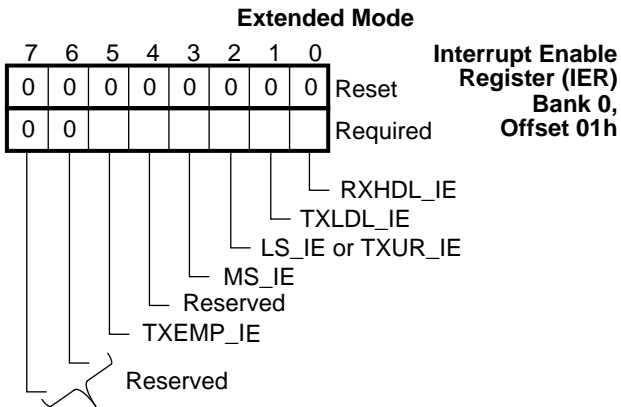 Extended Mode
7 6 5 4 3 2 1 0
0 0 0 0 0 0 0 0 Reset
0 0 Required
Interrupt Enable
Register (IER)
Bank 0,
Offset 01h
RXHDL_IE
TXLDL_IE
LS_IE or TXUR_IE
MS_IE
Reserved
TXEMP_IE
Reserved